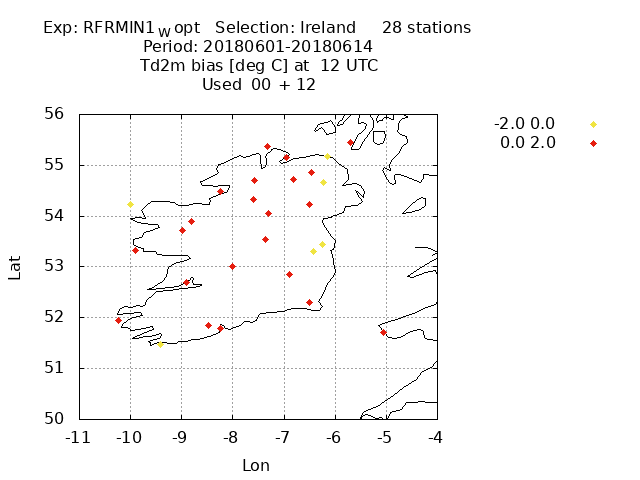 Exp: RFRMIN1wopt Selection: Ireland 28 stations
Period: 20180601-20180614
Td2m bias [deg C] at 12 UTC
Used 00 + 12
-2.0 0.0
0.0 2.0
56
55
54
53
52
51
50
Lat
-11 -10 -9 -8 -7 -6 -5 -4
Lon